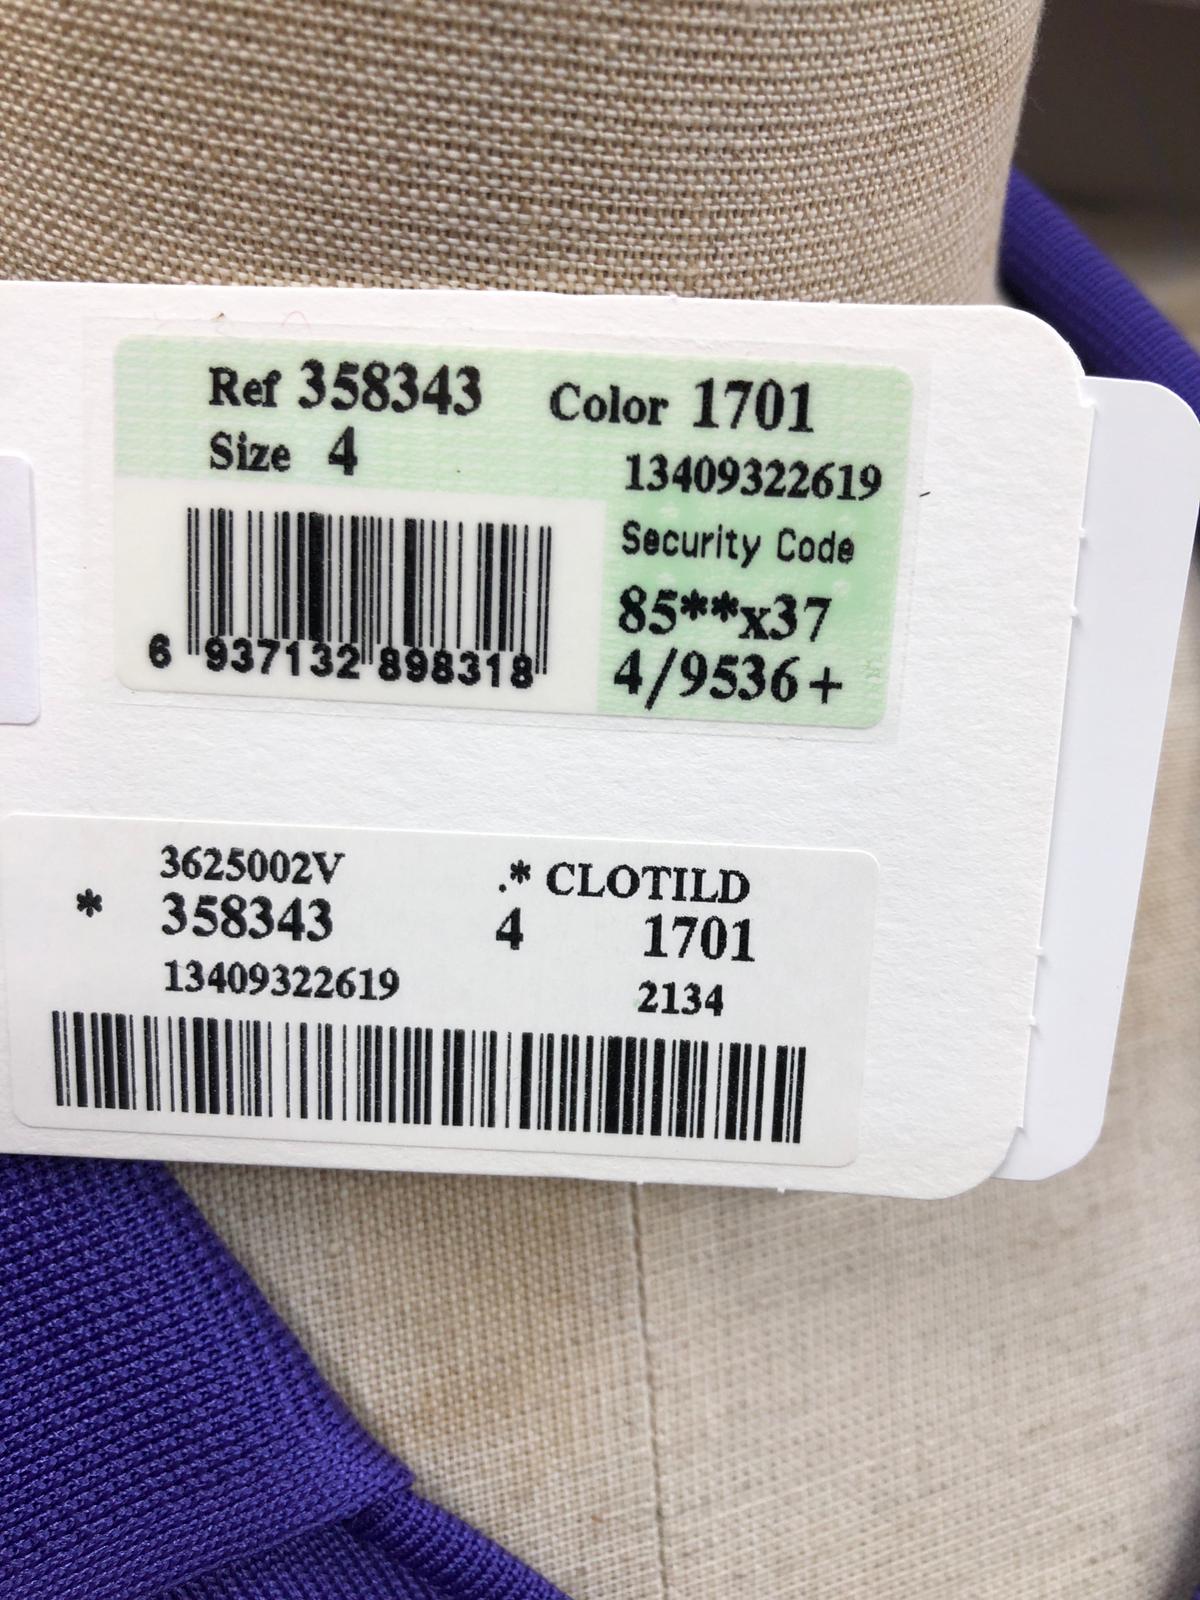 Ref 358343 Color 1701
Size 4
13409322619
Security Code
85**x37
4/9536+
6 937132 898318
3625002V .* CLOTILD
* 358343 4 1701
13409322619 2134